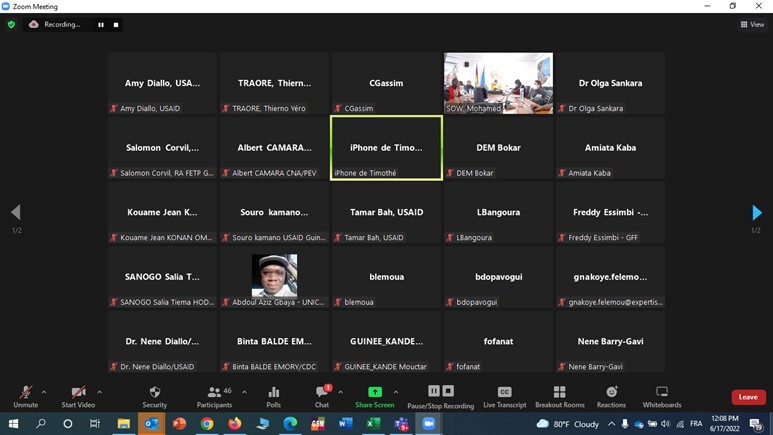 Zoom Meeting
Recording...
View
Amy Diallo, USA...
Amy Diallo, USAID
TRAORE, Thiern...
TRAORE, Thierno Yéro
CGassim
CGassim
SOW, Mohamed
Dr Olga Sankara
Dr Olga Sankara
Salomon Corvil,...
Salomon Corvil, RA FETP G...
Albert CAMARA...
Albert CAMARA CNA/PEV
iPhone de Timo...
iPhone de Timothé
DEM Bokar
DEM Bokar
Amiata Kaba
Amiata Kaba
Kouame Jean K...
Kouame Jean KONAN OM...
Souro kamano...
Souro kamano USAID Guin...
Tamar Bah, USAID
Tamar Bah, USAID
LBangoura
LBangoura
Freddy Essimbi -...
Freddy Essimbi - GFF
1/2
1/2
SANOGO Salia T...
SANOGO Salia Tiema HOD...
Abdoul Aziz Gbaya - UNIC...
blemoua
blemoua
bdopavogui
bdopavogui
gnakoye.felemo...
gnakoye.felemou@expertis...
Dr. Nene Diallo/...
Dr. Nene Diallo/USAID
Binta BALDE EM...
Binta BALDE EMORY/CDC
GUINEE_KANDE...
GUINEE_KANDE Mouctar
fofanat
fofanat
Nene Barry-Gavi
Nene Barry-Gavi
Unmute
Start Video
Security
Participants
46
Polls
Chat
1
Share Screen
Pause/Stop Recording
CC
Live Transcript
Breakout Rooms
Reactions
Whiteboards
Leave
80°F Cloudy
FRA
12:08 PM
6/17/2022